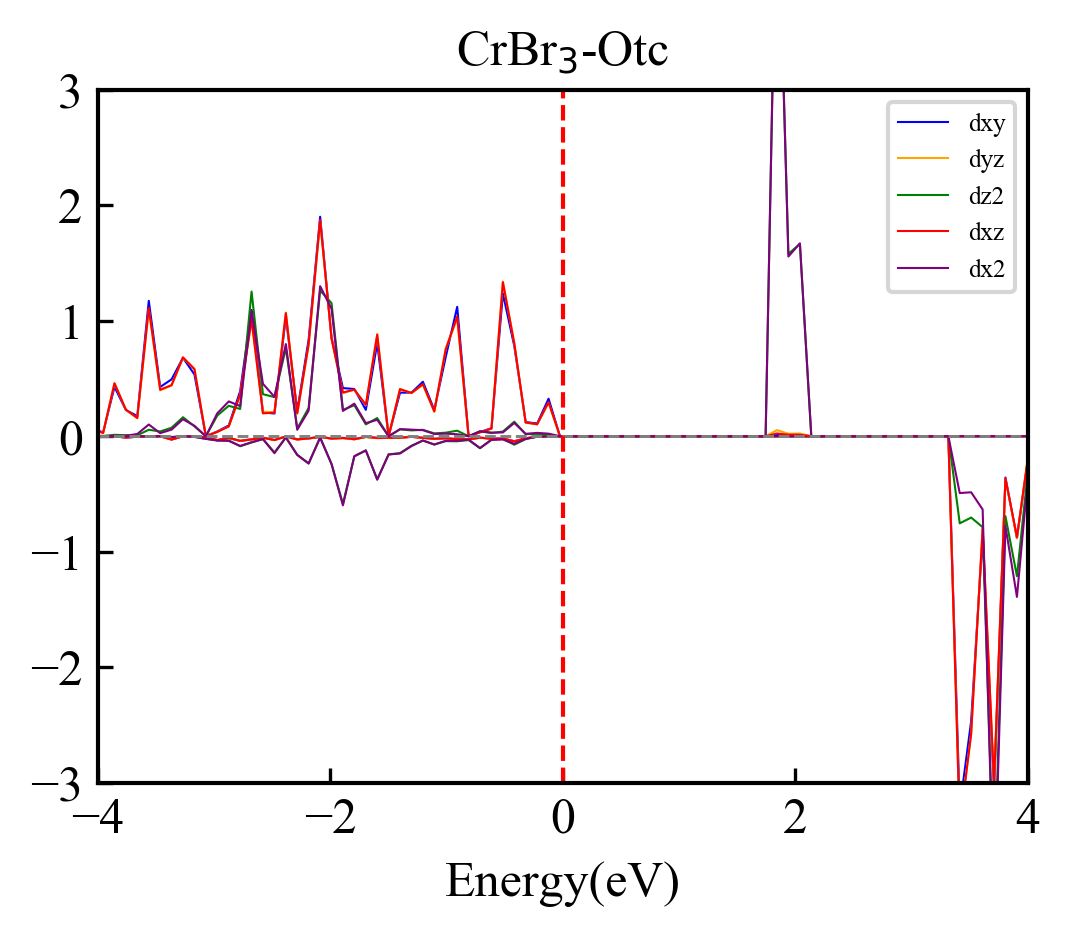 CrBr₃-Otc
3
2
1
0
−1
−2
−3
dxy
dyz
dz2
dxz
dx2
−4 −2 0 2 4
Energy(eV)